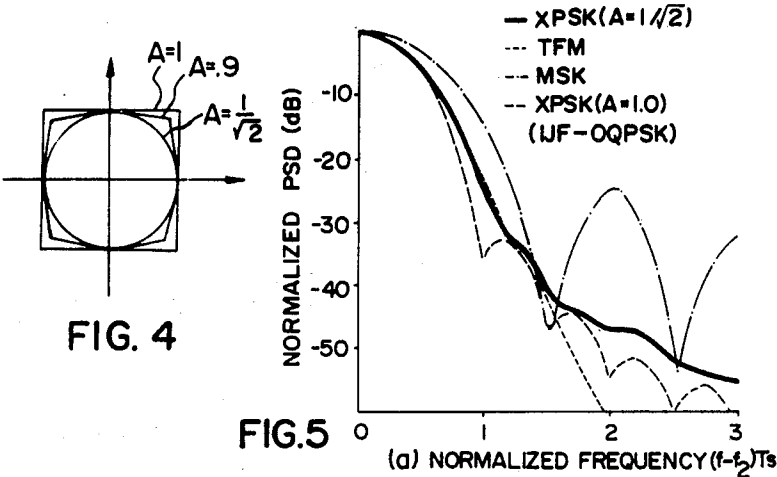 A=1
A=.9
A=1/√2
FIG. 4
XPSK(A=1/√2)
TFM
MSK
XPSK(A=1.0)
(IJF-OQPSK)
NORMALIZED PSD (dB)
-10
-20
-30
-40
-50
0
1
2
3
FIG.5
(a) NORMALIZED FREQUENCY (f-f2)Ts